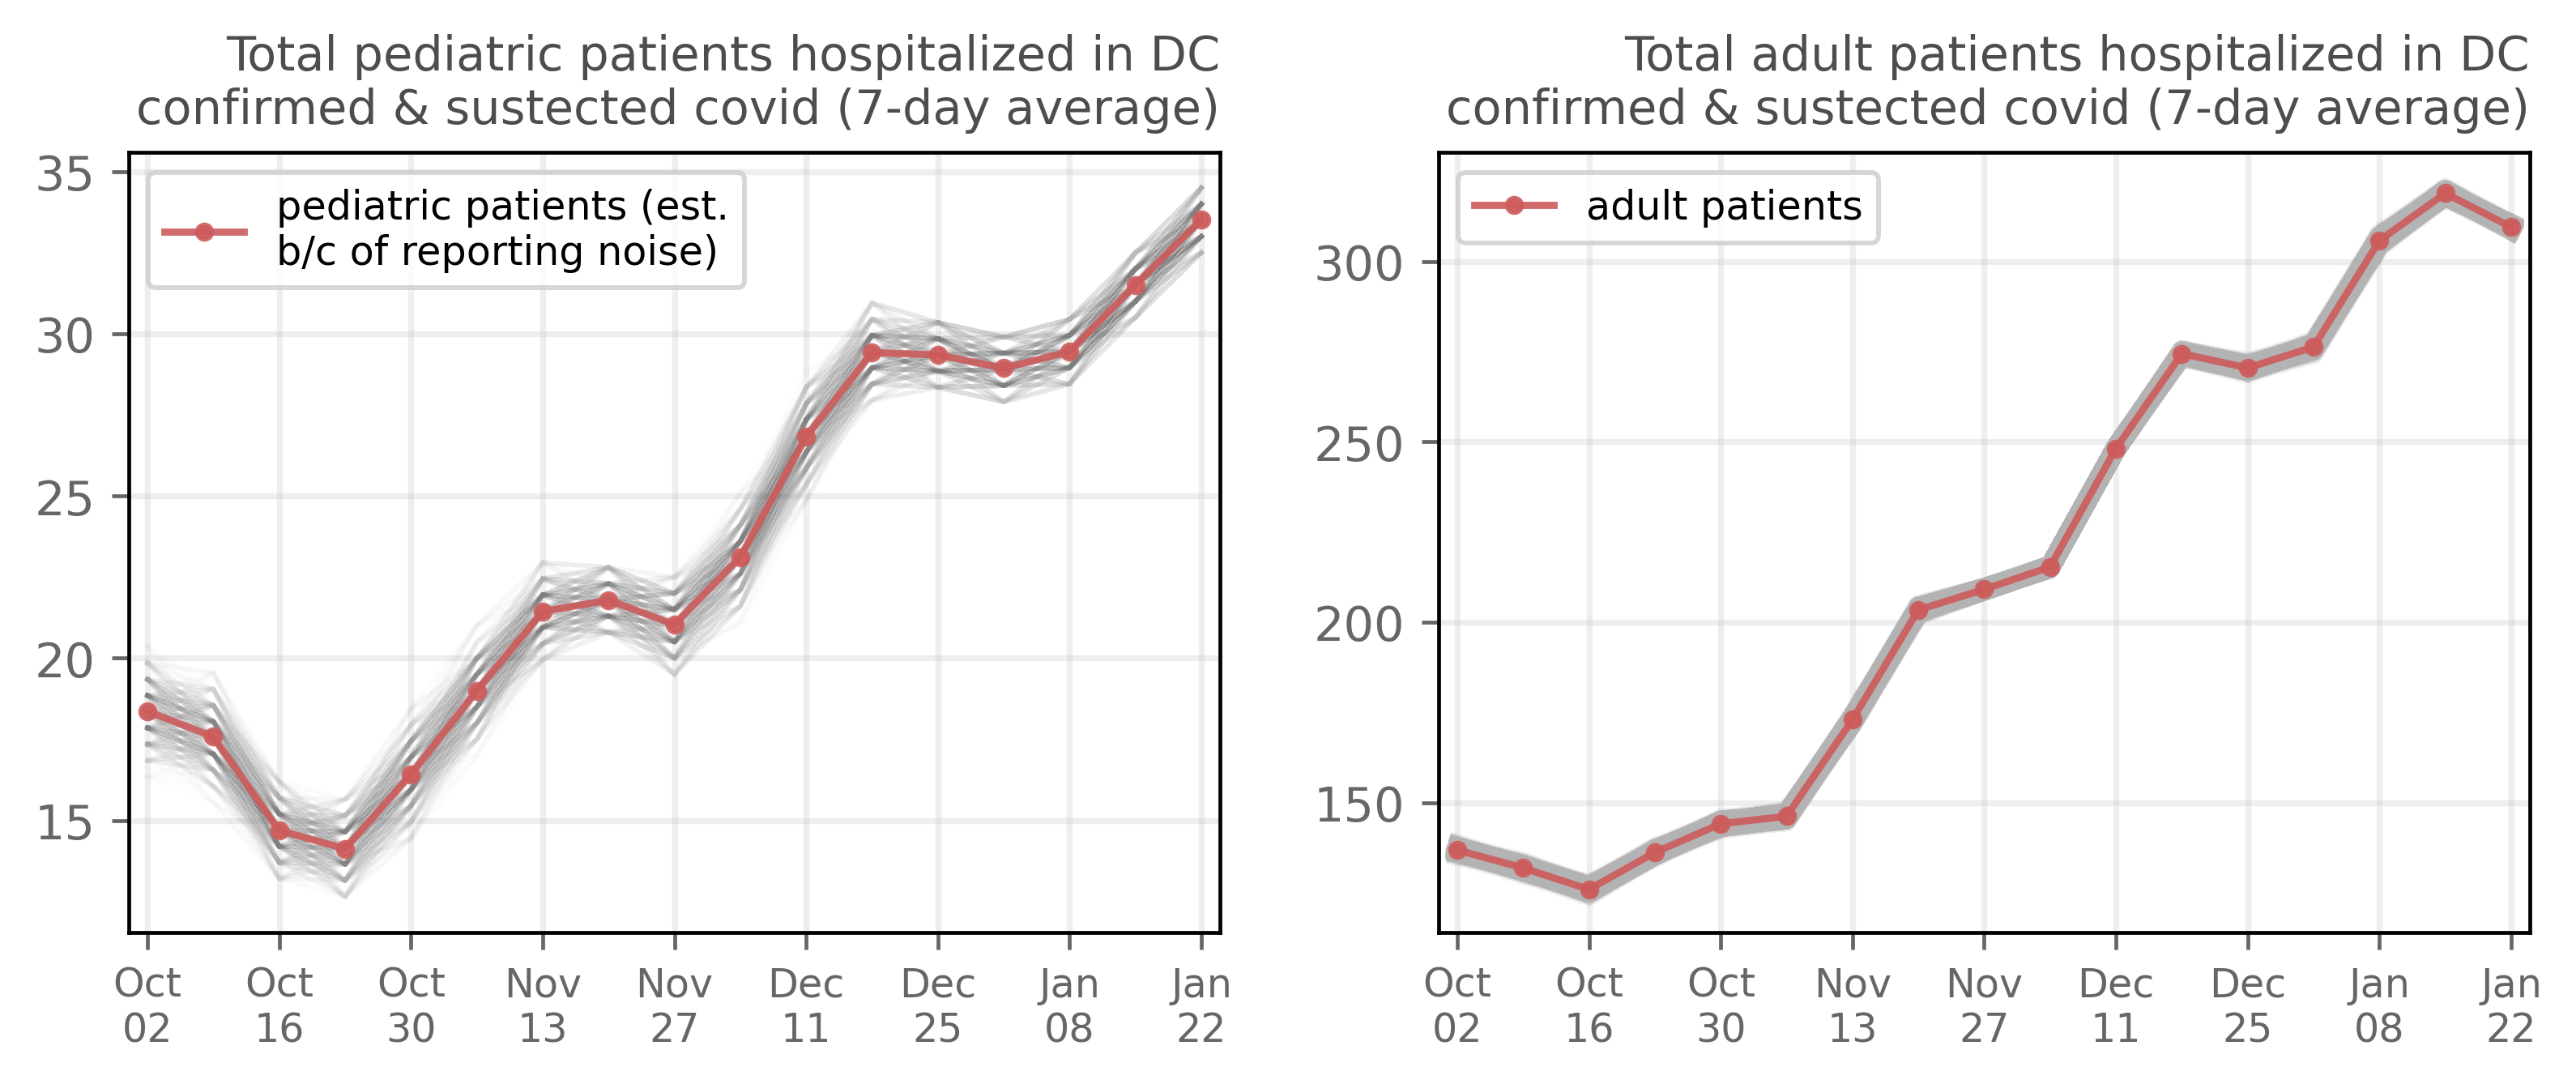 Total pediatric patients hospitalized in DC
confirmed & sustected covid (7-day average)
35
30
25
20
15
pediatric patients (est.
b/c of reporting noise)
Oct Oct Oct Nov Nov Dec Dec Jan Jan
02 16 30 13 27 11 25 08 22
Total adult patients hospitalized in DC
confirmed & sustected covid (7-day average)
300
250
200
150
adult patients
Oct Oct Oct Nov Nov Dec Dec Jan Jan
02 16 30 13 27 11 25 08 22